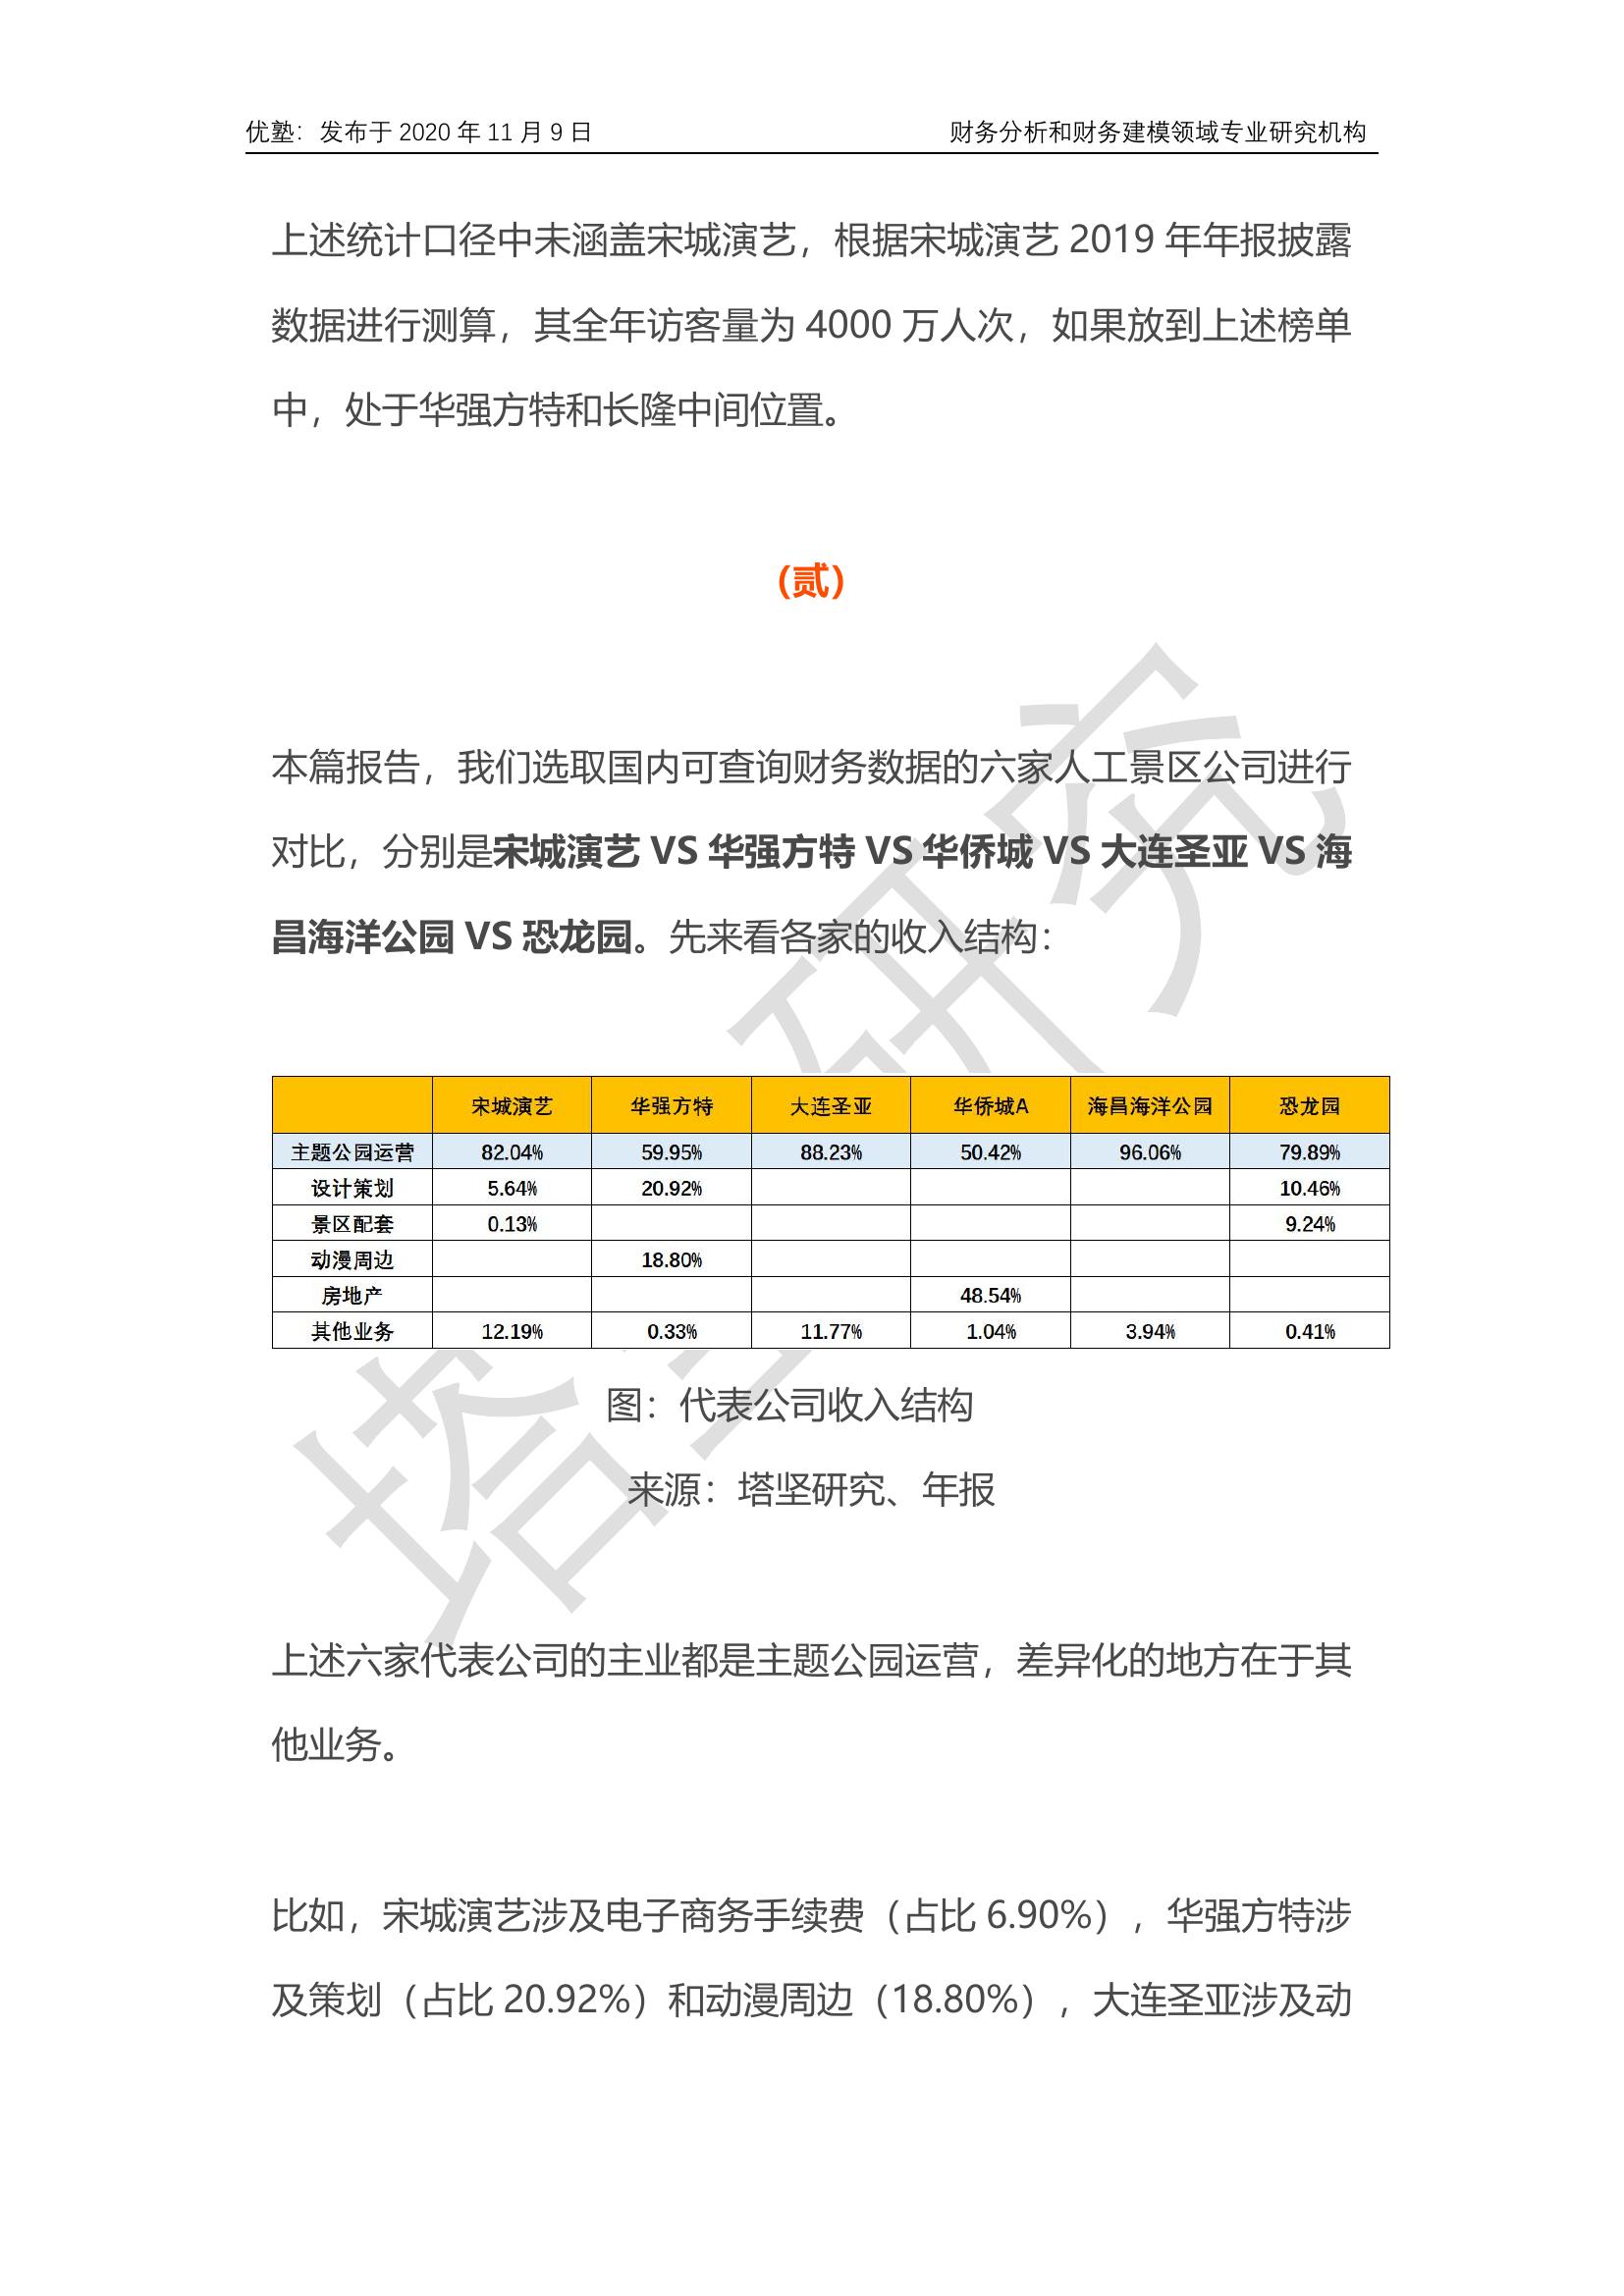 优塾：发布于 2020 年 11 月 9 日 财务分析和财务建模领域专业研究机构
上述统计口径中未涵盖宋城演艺，根据宋城演艺 2019 年年报披露
数据进行测算，其全年访客量为 4000 万人次，如果放到上述榜单
中，处于华强方特和长隆中间位置。
(贰)
本篇报告，我们选取国内可查询财务数据的六家人工景区公司进行
对比，分别是宋城演艺 VS 华强方特 VS 华侨城 VS 大连圣亚 VS 海
昌海洋公园 VS 恐龙园。先来看各家的收入结构：
宋城演艺 华强方特 大连圣亚 华侨城A 海昌海洋公园 恐龙园
主题公园运营 82.04% 59.95% 88.23% 50.42% 96.06% 79.89%
设计策划 5.64% 20.92% 10.46%
景区配套 0.13% 9.24%
动漫周边 18.80%
房地产 48.54%
其他业务 12.19% 0.33% 11.77% 1.04% 3.94% 0.41%
图：代表公司收入结构
来源：塔坚研究、年报
上述六家代表公司的主业都是主题公园运营，差异化的地方在于其
他业务。
比如，宋城演艺涉及电子商务手续费（占比 6.90%），华强方特涉
及策划（占比 20.92%）和动漫周边（18.80%），大连圣亚涉及动